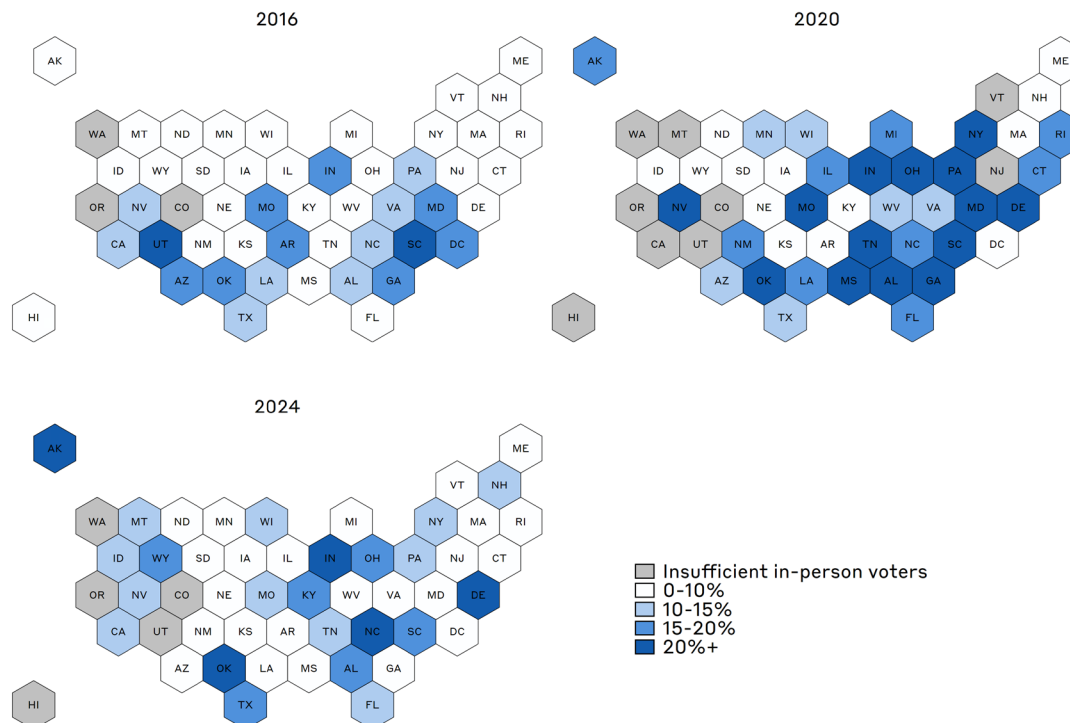 2016 2020
AK AK
ME ME
VT NH VT NH
WA MT ND MN WI MI NY MA RI WA MT ND MN WI MI NY MA RI
ID WY SD IA IL IN OH PA NJ CT ID WY SD IA IL IN OH PA NJ CT
OR NV CO NE MO KY WV VA MD DE OR NV CO NE MO KY WV VA MD DE
CA UT NM KS AR TN NC SC DC CA UT NM KS AR TN NC SC DC
AZ OK LA MS AL GA AZ OK LA MS AL GA
HI TX FL HI TX FL
2024
AK
ME
VT NH
WA MT ND MN WI MI NY MA RI
ID WY SD IA IL IN OH PA NJ CT
OR NV CO NE MO KY WV VA MD DE
CA UT NM KS AR TN NC SC DC
AZ OK LA MS AL GA
HI TX FL
Insufficient in-person voters
0-10%
10-15%
15-20%
20%+